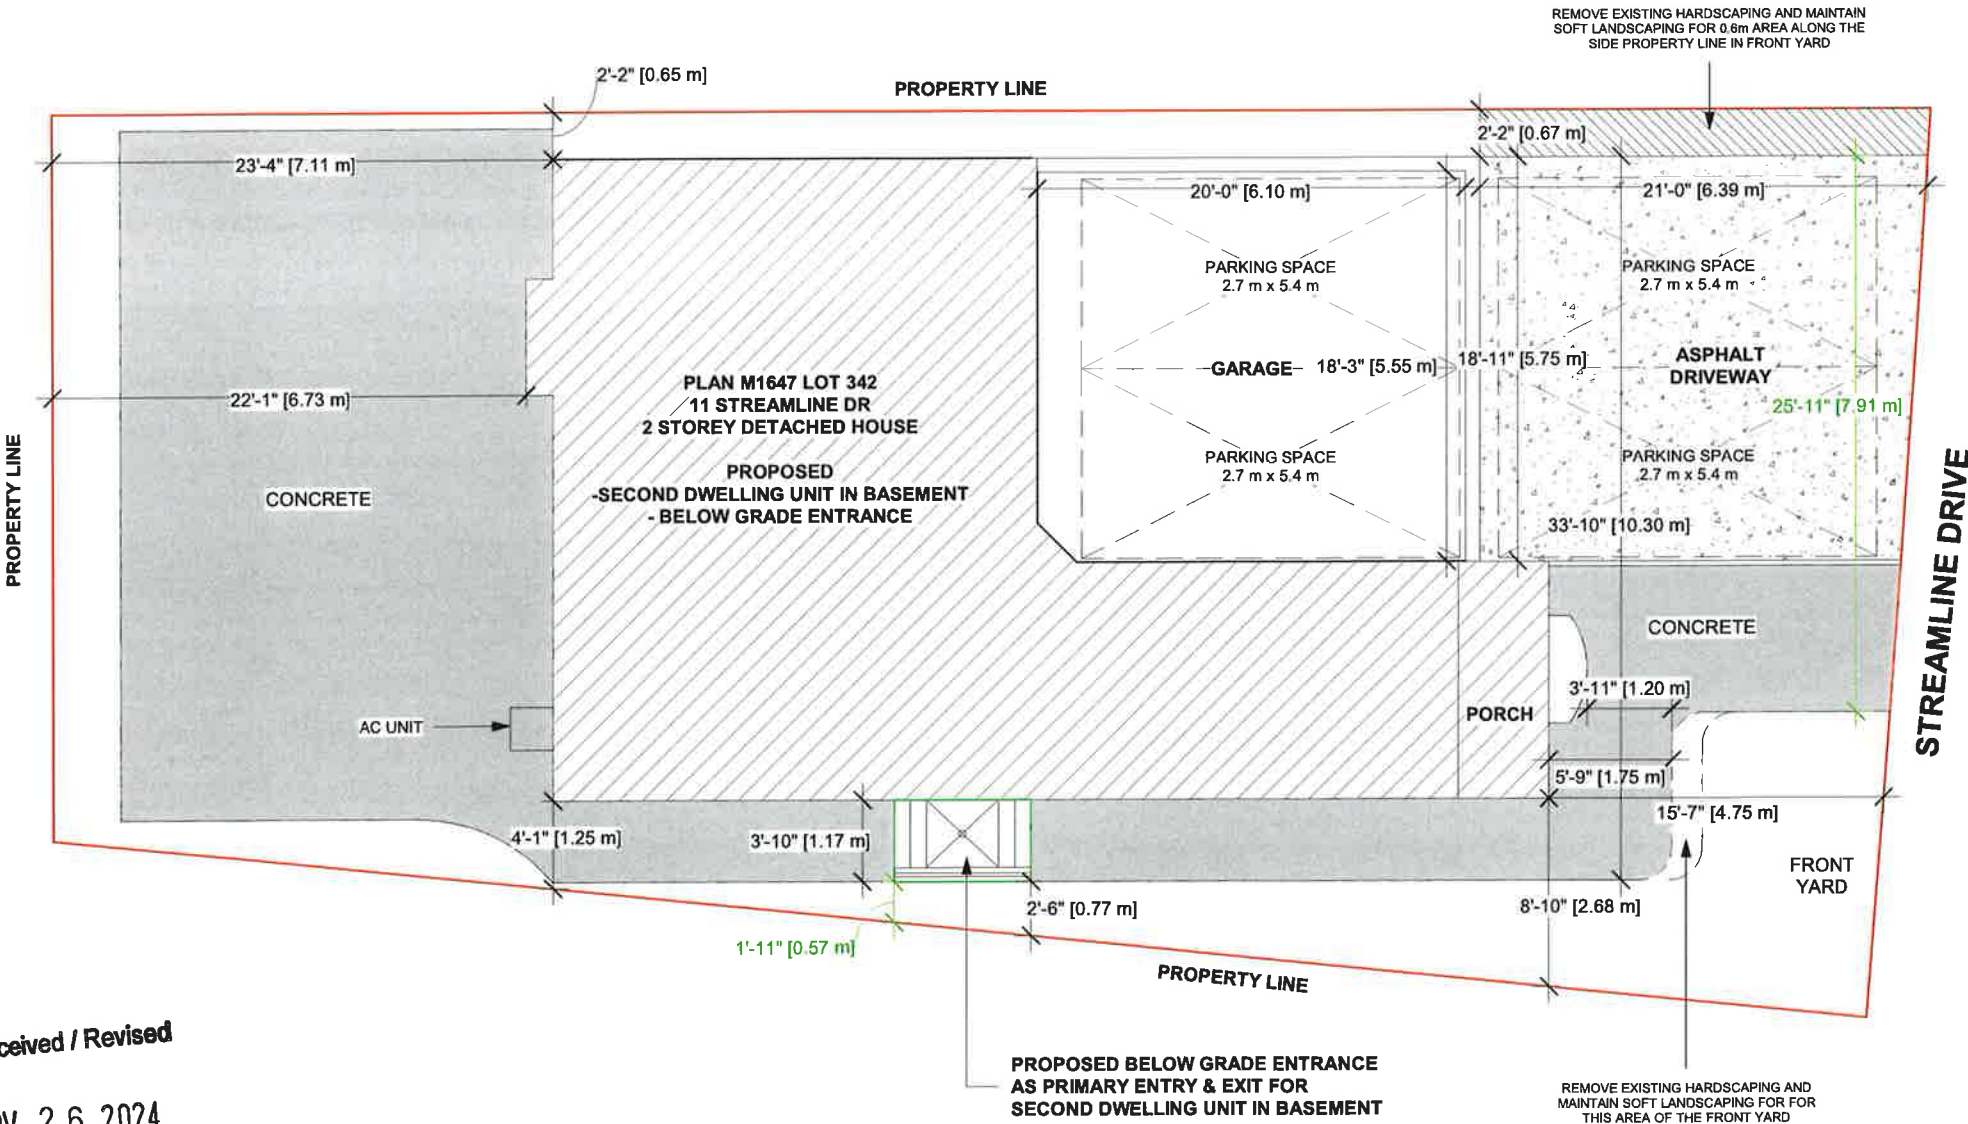 REMOVE EXISTING HARDSCAPING AND MAINTAIN
SOFT LANDSCAPING FOR 0.6m AREA ALONG THE
SIDE PROPERTY LINE IN FRONT YARD
2'-2" [0.65 m]
PROPERTY LINE
2'-2" [0.67 m]
23'-4" [7.11 m]
20'-0" [6.10 m]
21'-0" [6.39 m]
PARKING SPACE
2.7 m x 5.4 m
PARKING SPACE
2.7 m x 5.4 m
GARAGE
18'-3" [5.55 m]
18'-11" [5.75 m]
ASPHALT
DRIVEWAY
22'-1" [6.73 m]
PLAN M1647 LOT 342
11 STREAMLINE DR
2 STOREY DETACHED HOUSE
25'-11" [7.91 m]
PROPERTY LINE
PROPOSED
-SECOND DWELLING UNIT IN BASEMENT
- BELOW GRADE ENTRANCE
PARKING SPACE
2.7 m x 5.4 m
PARKING SPACE
2.7 m x 5.4 m
CONCRETE
33'-10" [10.30 m]
STREAMLINE DRIVE
CONCRETE
3'-11" [1.20 m]
PORCH
AC UNIT
5'-9" [1.75 m]
15'-7" [4.75 m]
4'-1" [1.25 m]
3'-10" [1.17 m]
FRONT
YARD
2'-6" [0.77 m]
8'-10" [2.68 m]
1'-11" [0.57 m]
PROPERTY LINE
ceived / Revised
PROPOSED BELOW GRADE ENTRANCE
AS PRIMARY ENTRY & EXIT FOR
SECOND DWELLING UNIT IN BASEMENT
REMOVE EXISTING HARDSCAPING AND
MAINTAIN SOFT LANDSCAPING FOR FOR
THIS AREA OF THE FRONT YARD
2 6 2024